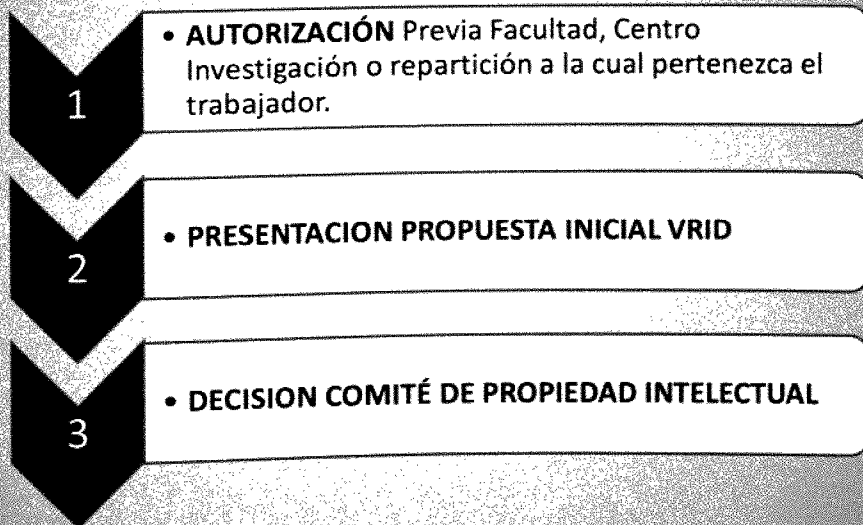 1
• AUTORIZACIÓN Previa Facultad, Centro
Investigación o repartición a la cual pertenezca el
trabajador.
2
• PRESENTACION PROPUESTA INICIAL VRID
3
• DECISION COMITÉ DE PROPIEDAD INTELECTUAL